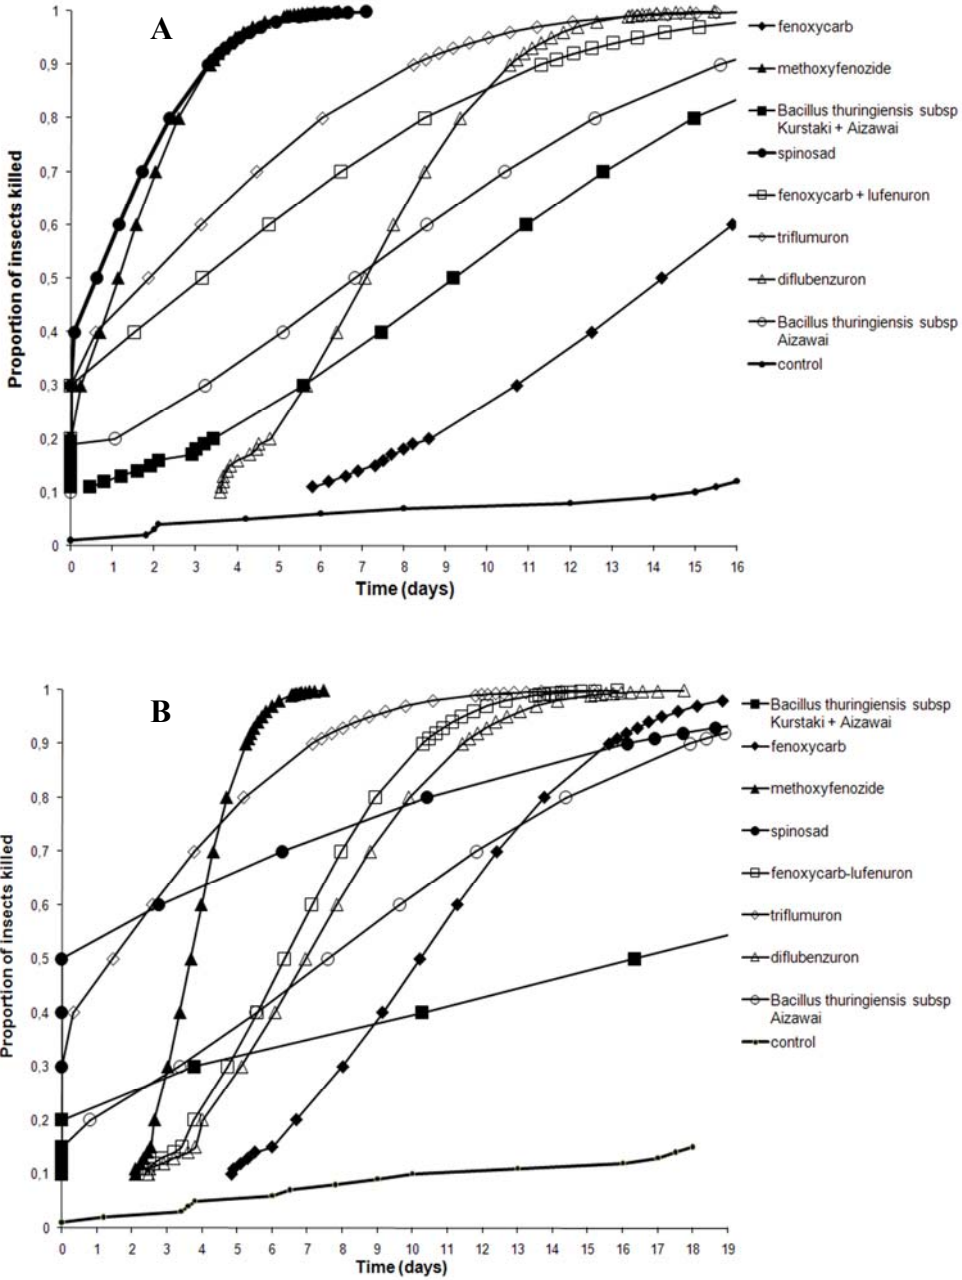 A
1
0,9
0,8
0,7
0,6
0,5
0,4
0,3
0,2
0,1
0
Proportion of insects killed
0 1 2 3 4 5 6 7 8 9 10 11 12 13 14 15 16
Time (days)
fenoxycarb
methoxyfenozide
Bacillus thuringiensis subsp
Kurstaki + Aizawai
spinosad
fenoxycarb + lufenuron
triflumuron
diflubenzuron
Bacillus thuringiensis subsp
Aizawai
control
B
1
0,9
0,8
0,7
0,6
0,5
0,4
0,3
0,2
0,1
0
Proportion of insects killed
0 1 2 3 4 5 6 7 8 9 10 11 12 13 14 15 16 17 18 19
Time (days)
Bacillus thuringiensis subsp
Kurstaki + Aizawai
fenoxycarb
methoxyfenozide
spinosad
fenoxycarb-lufenuron
triflumuron
diflubenzuron
Bacillus thuringiensis subsp
Aizawai
control